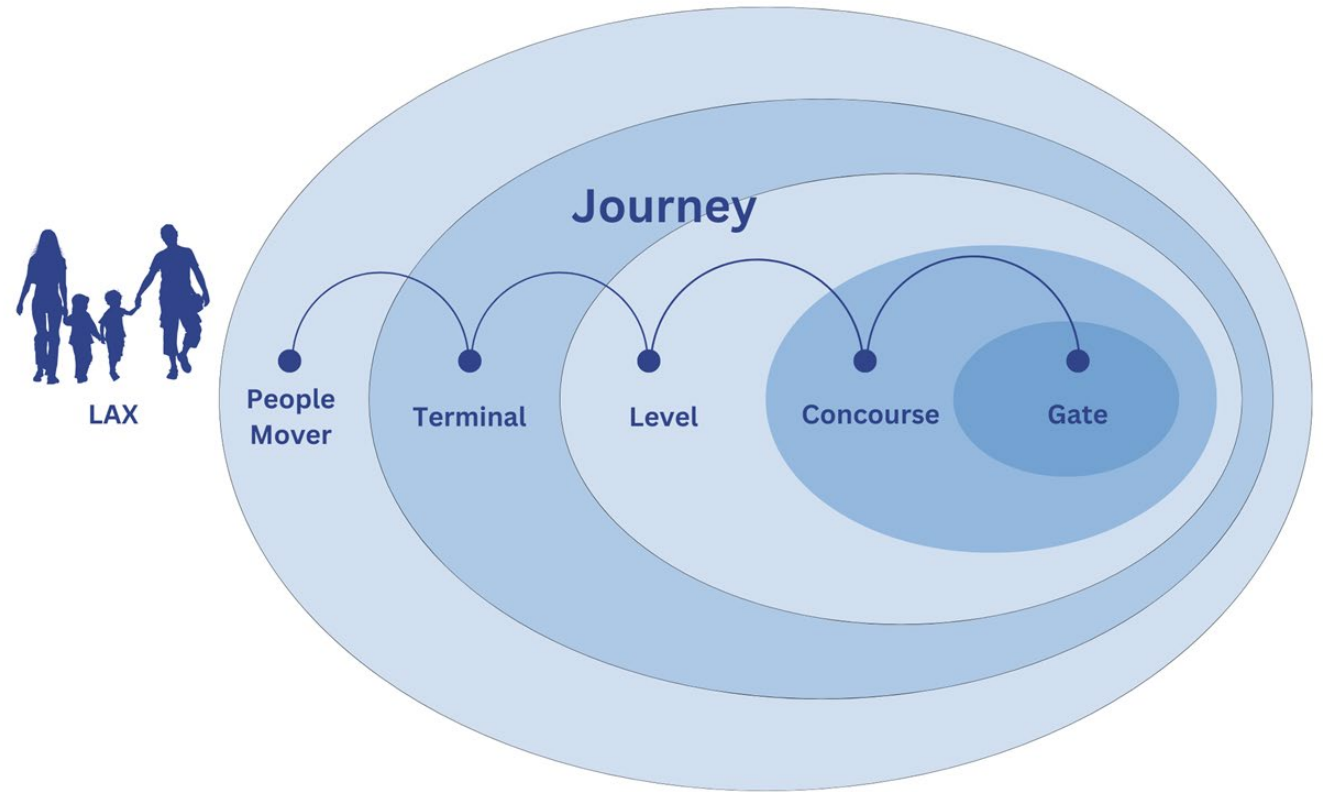 Journey
LAX
People
Mover
Terminal
Level
Concourse
Gate